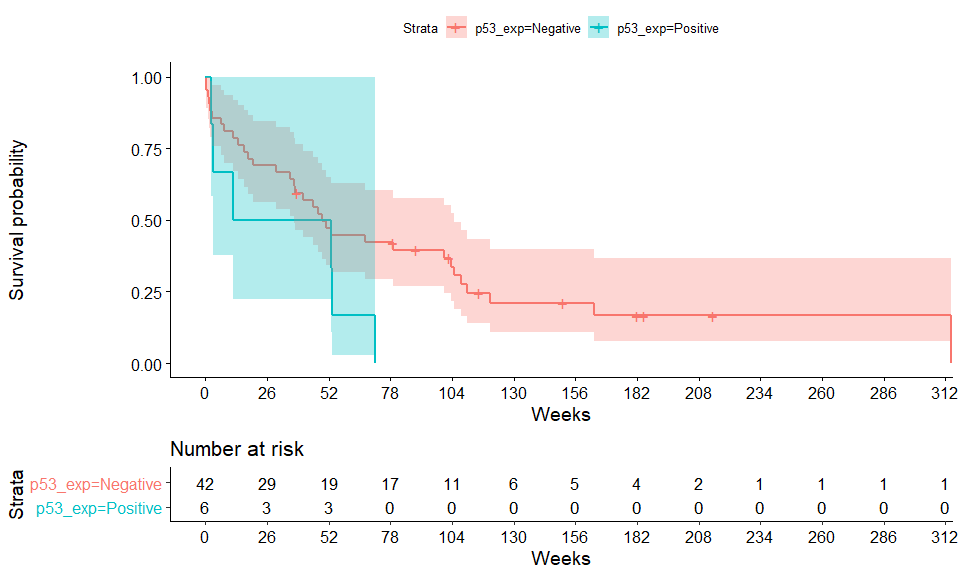 Strata p53_exp=Negative p53_exp=Positive
Survival probability
1.00
0.75
0.50
0.25
0.00
0 26 52 78 104 130 156 182 208 234 260 286 312
Weeks
Number at risk
Strata
p53_exp=Negative 42 29 19 17 11 6 5 4 2 1 1 1 1
p53_exp=Positive 6 3 3 0 0 0 0 0 0 0 0 0 0
0 26 52 78 104 130 156 182 208 234 260 286 312
Weeks